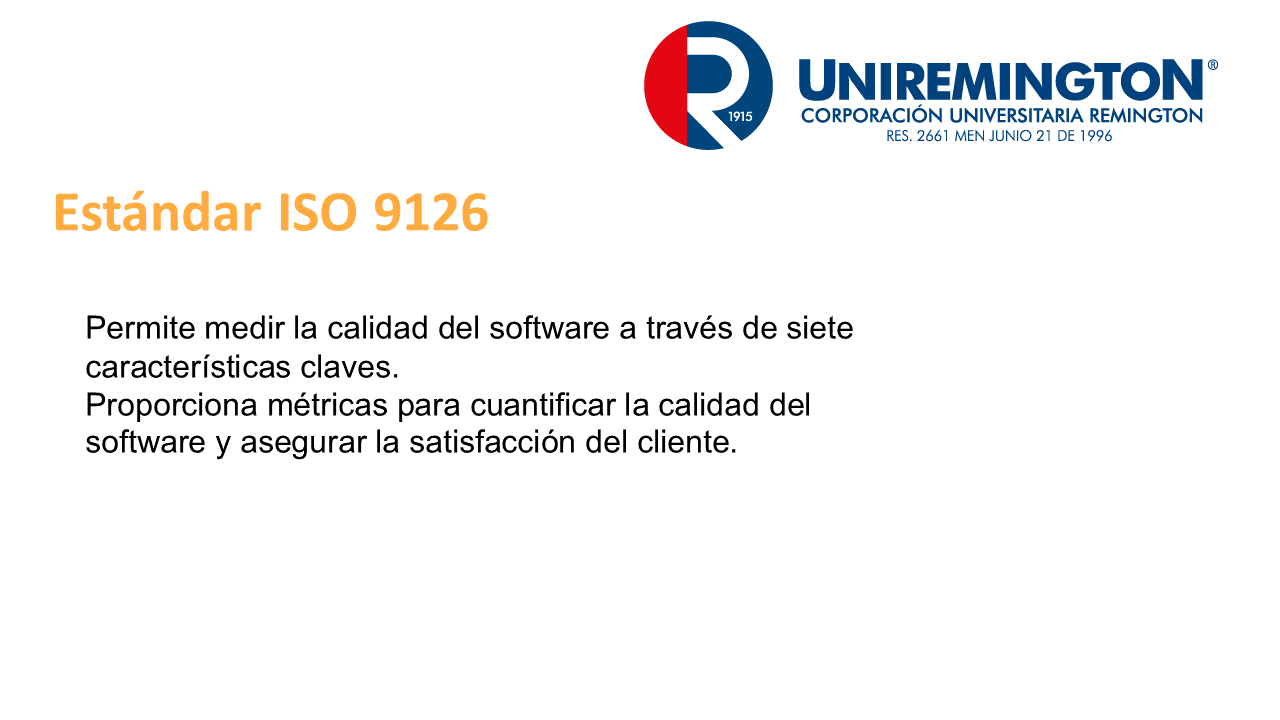 R
1915
UNIREMINGTON®
CORPORACIÓN UNIVERSITARIA REMINGTON
RES. 2661 MEN JUNIO 21 DE 1996
Estándar ISO 9126
Permite medir la calidad del software a través de siete
características claves.
Proporciona métricas para cuantificar la calidad del
software y asegurar la satisfacción del cliente.